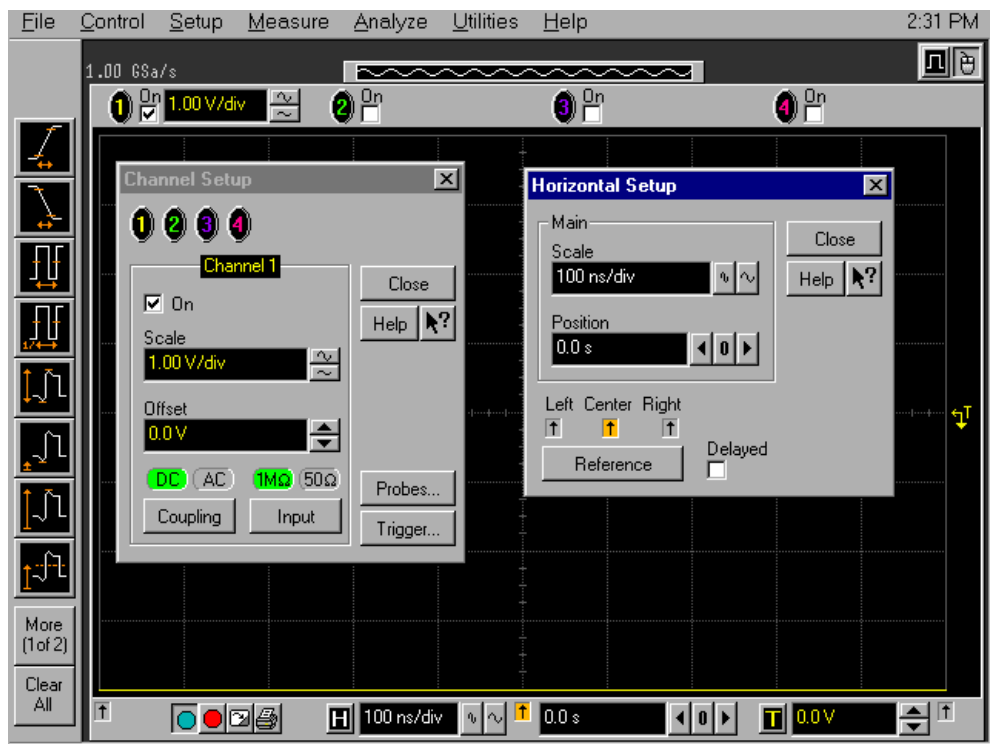 File Control Setup Measure Analyze Utilities Help 2:31 PM
1.00 GSa/s
1 On 1.00 V/div 2 On 3 On 4 On
Channel Setup
1 2 3 4
Channel 1
On
Scale
1.00 V/div
Offset
0.0 V
DC AC 1MΩ 50Ω
Coupling Input
Close
Help ?
Probes...
Trigger...
Horizontal Setup
Main
Scale
100 ns/div
Position
0.0 s 0
Left Center Right
Reference
Delayed
Close
Help ?
T
1.7
More
(1of 2)
Clear
All
H 100 ns/div 0.0 s 0 T 0.0 V